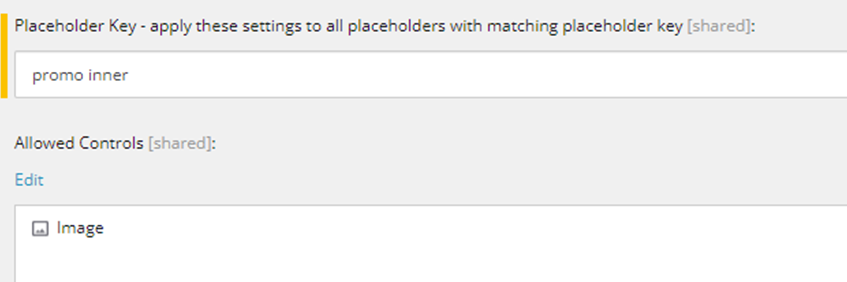 Placeholder Key - apply these settings to all placeholders with matching placeholder key [shared]:
promo inner
Allowed Controls [shared]:
Edit
Image